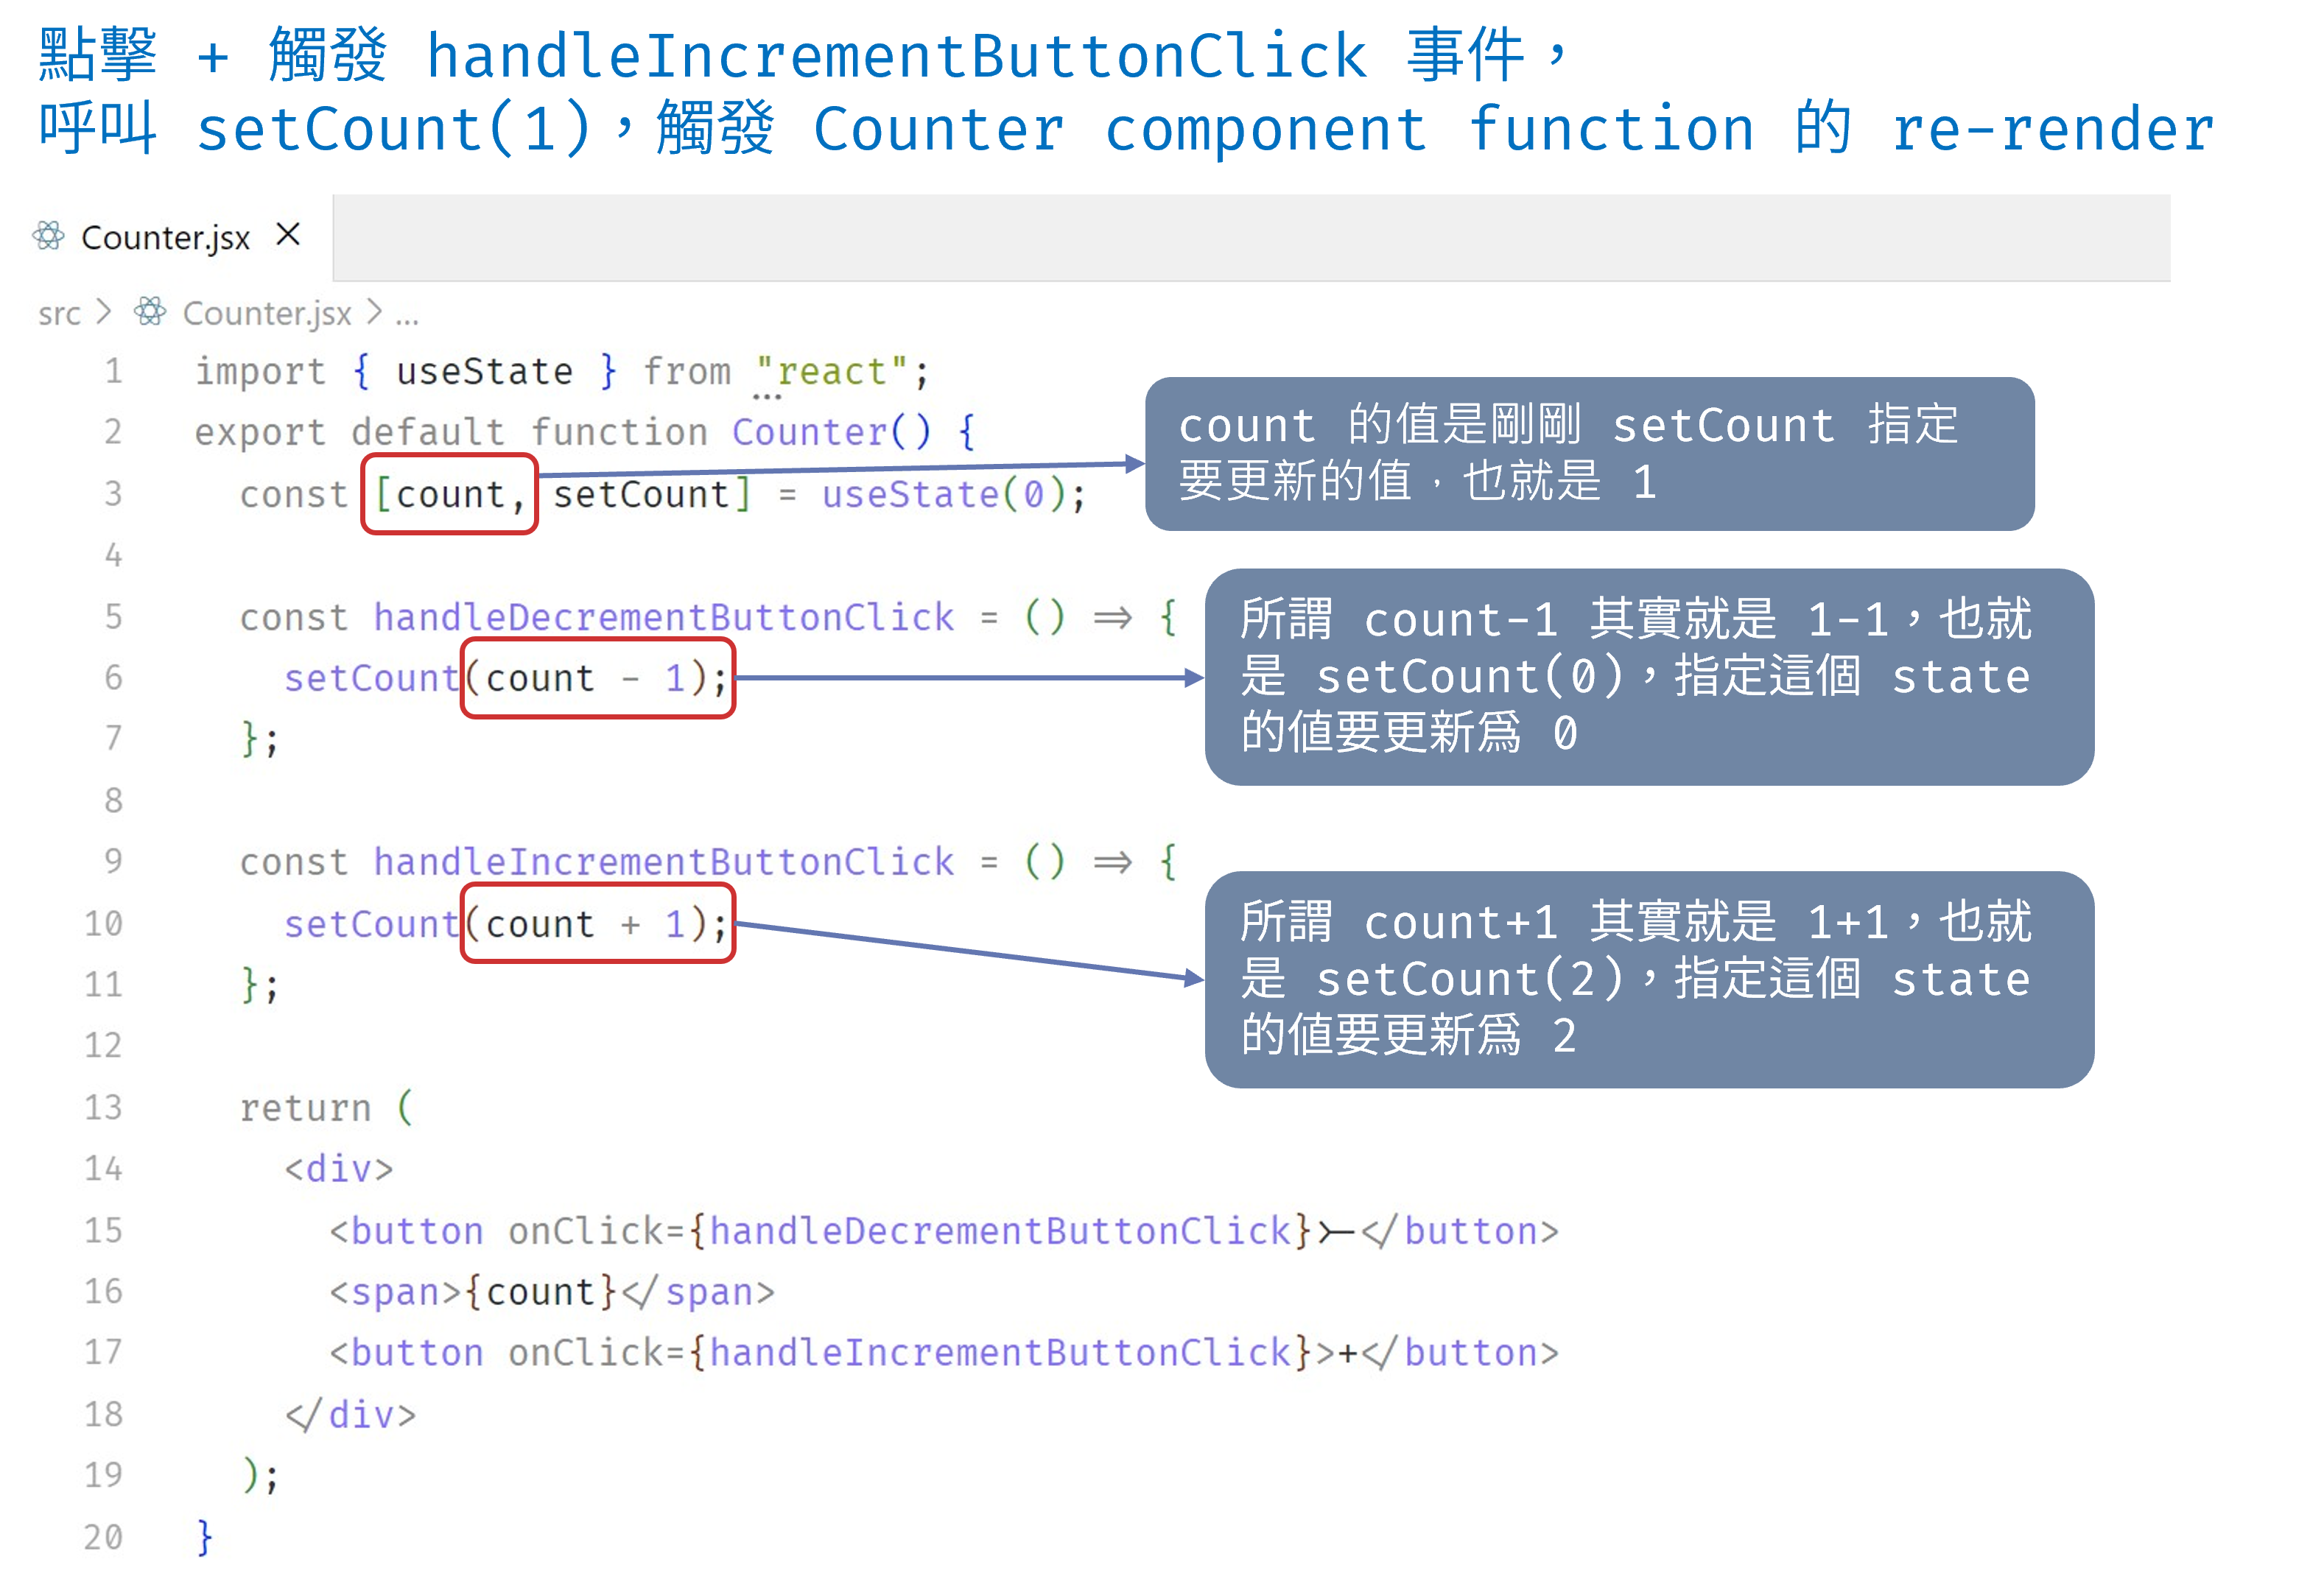 點擊 + 觸發 handleIncrementButtonClick 事件，
呼叫 setCount(1)，觸發 Counter component function 的 re-render
Counter.jsx
src > Counter.jsx > ...
1 import { useState } from "react";
2 export default function Counter() {
3 const [count, setCount] = useState(0);
count 的值是剛剛 setCount 指定
要更新的值，也就是 1
4
5 const handleDecrementButtonClick = () => {
6 setCount(count - 1);
7 };
所謂 count-1 其實就是 1-1，也就
是 setCount(0)，指定這個 state
的值要更新爲 0
8
9 const handleIncrementButtonClick = () => {
10 setCount(count + 1);
11 };
所謂 count+1 其實就是 1+1，也就
是 setCount(2)，指定這個 state
的值要更新爲 2
12
13 return (
14 <div>
15 <button onClick={handleDecrementButtonClick}>-</button>
16 <span>{count}</span>
17 <button onClick={handleIncrementButtonClick}>+</button>
18 </div>
19 );
20 }